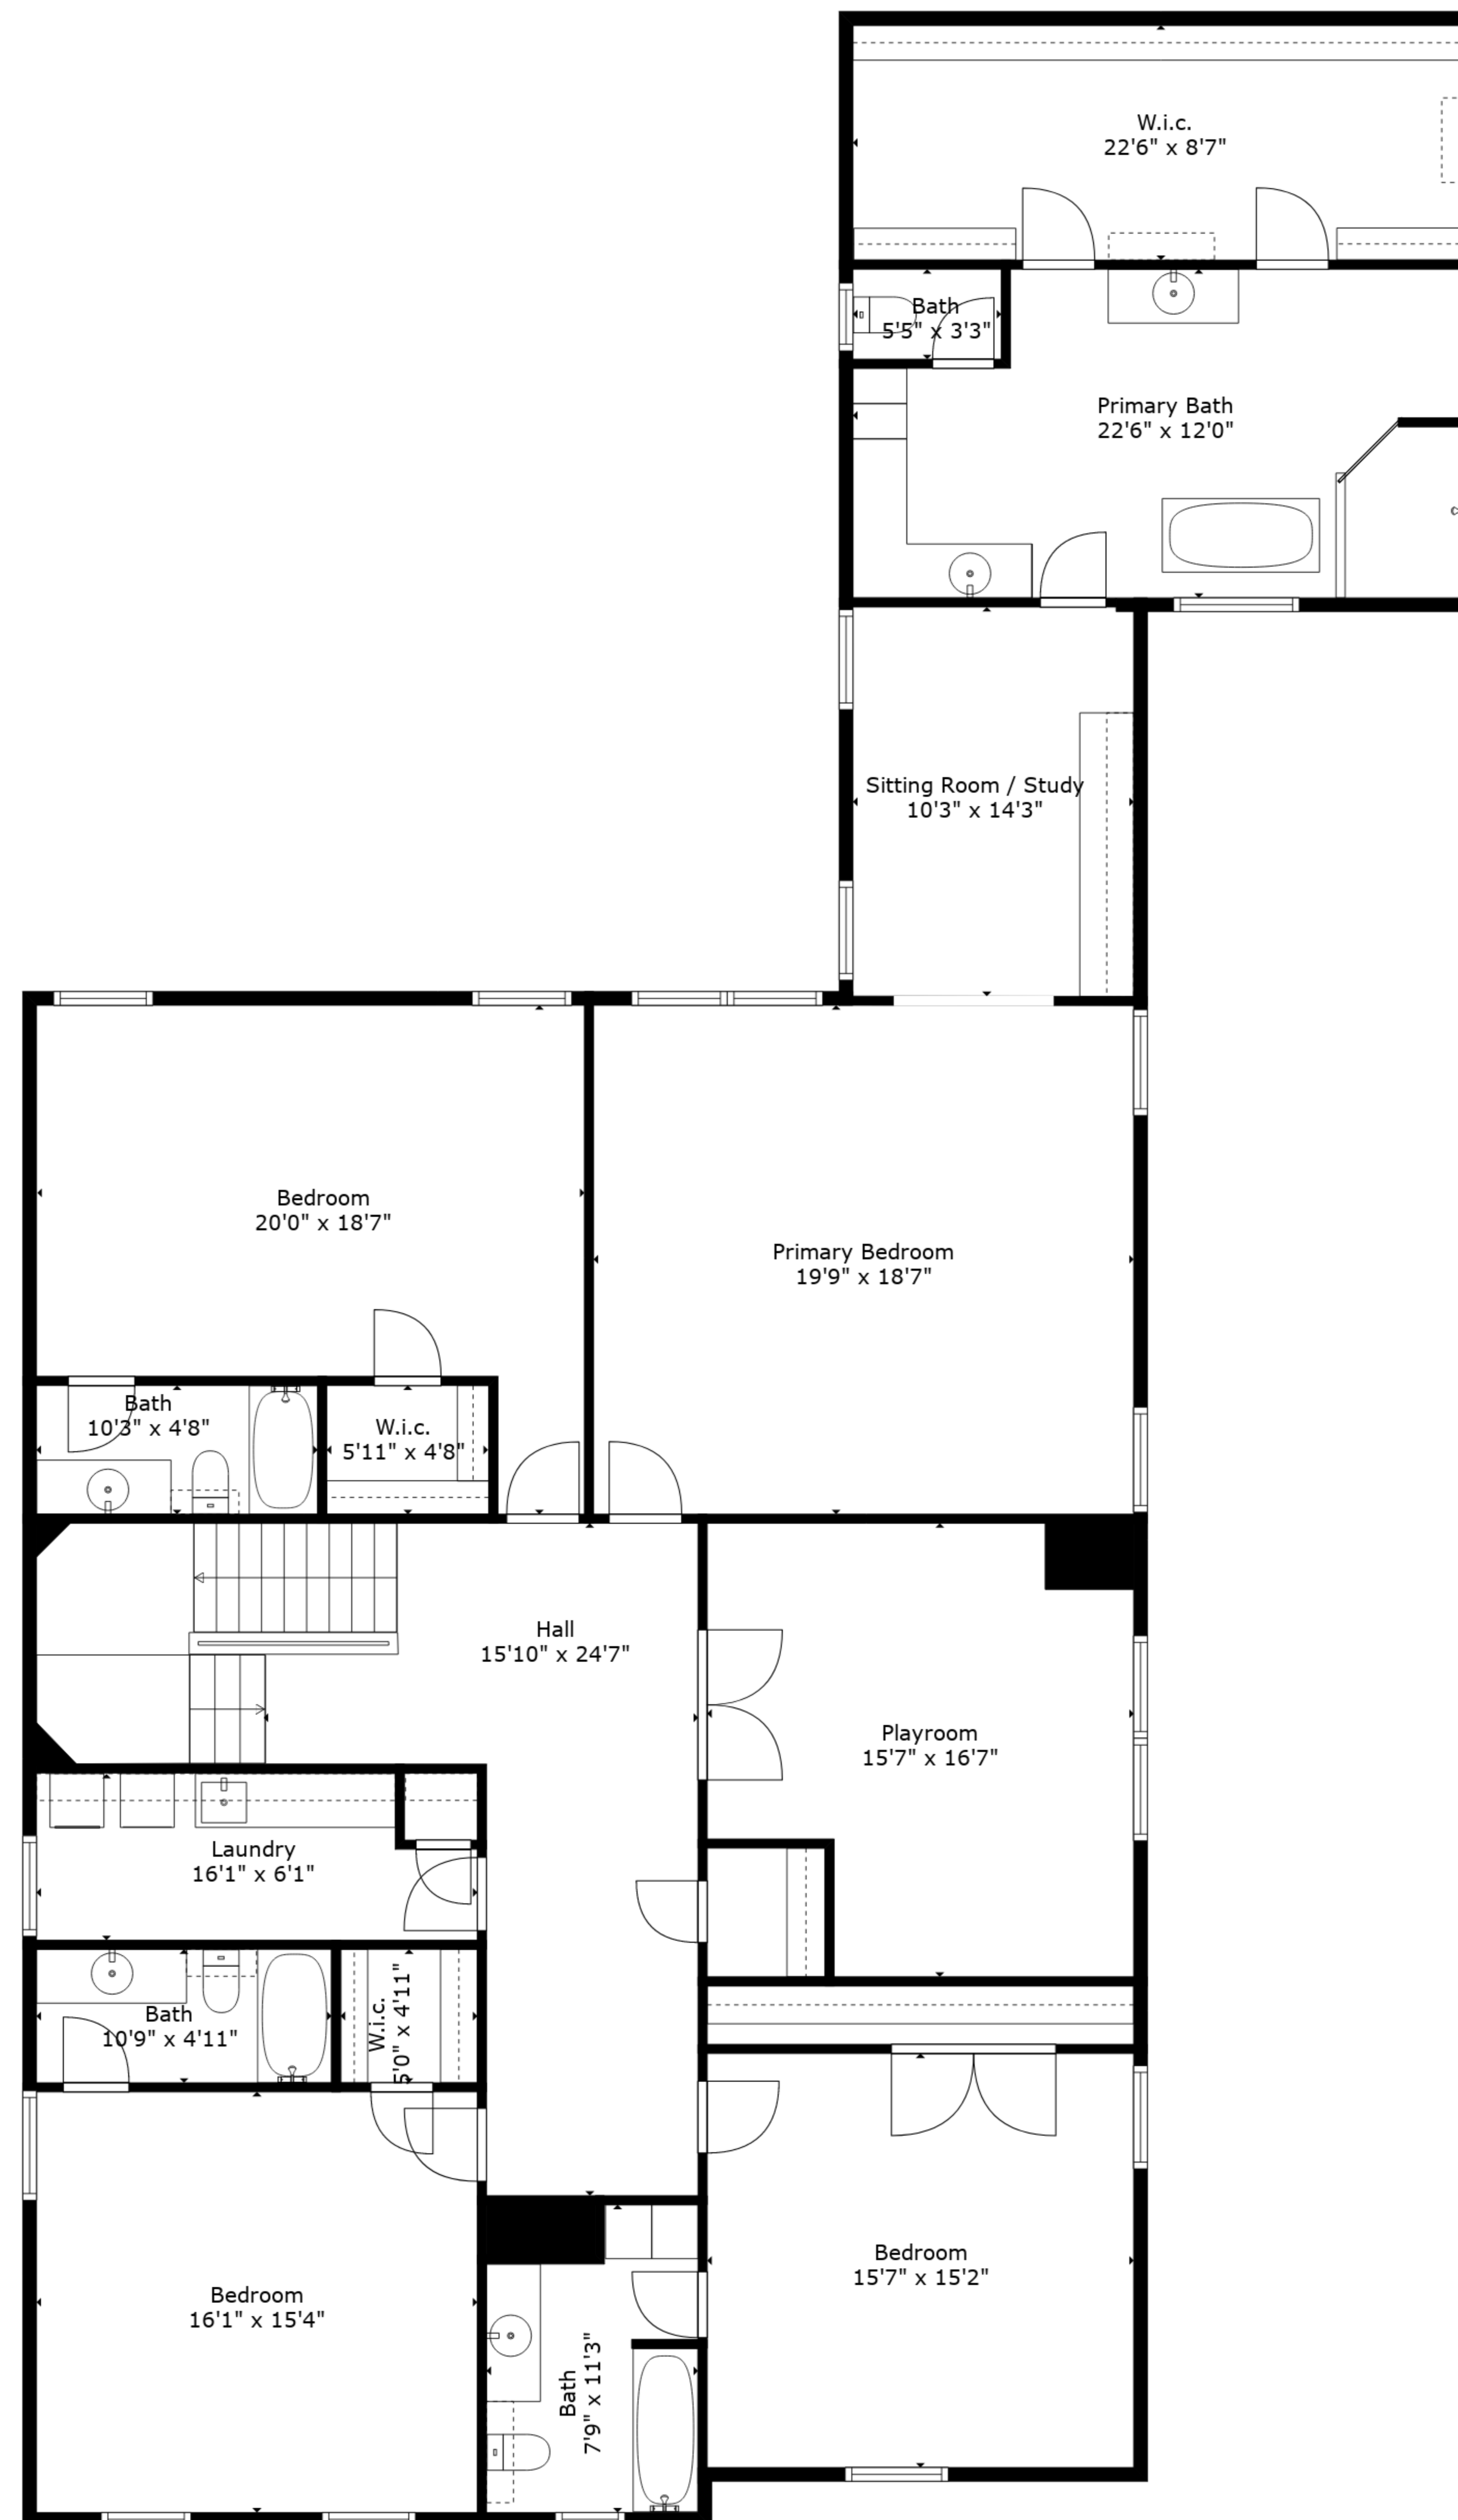 W.i.c.
22'6" x 8'7"
Bath
5'5" x 3'3"
Primary Bath
22'6" x 12'0"
Sitting Room / Study
10'3" x 14'3"
Bedroom
20'0" x 18'7"
Primary Bedroom
19'9" x 18'7"
Bath
10'3" x 4'8"
W.i.c.
5'11" x 4'8"
Hall
15'10" x 24'7"
Playroom
15'7" x 16'7"
Laundry
16'1" x 6'1"
Bath
10'9" x 4'11"
W.i.c.
5'0" x 4'11"
Bedroom
15'7" x 15'2"
Bedroom
16'1" x 15'4"
Bath
7'9" x 11'3"